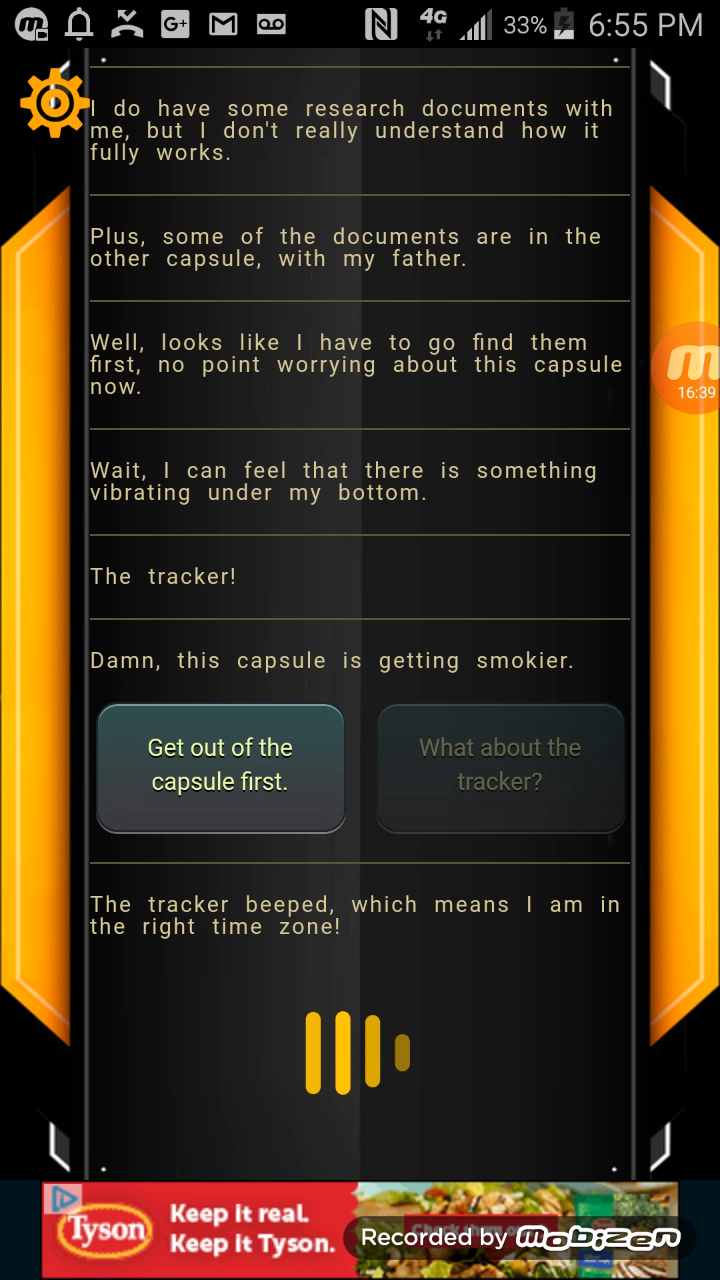 4G 33% 6:55 PM
I do have some research documents with
me, but I don't really understand how it
fully works.
Plus, some of the documents are in the
other capsule, with my father.
Well, looks like I have to go find them
first, no point worrying about this capsule
now.
16:39
Wait, I can feel that there is something
vibrating under my bottom.
The tracker!
Damn, this capsule is getting smokier.
Get out of the
capsule first.
What about the
tracker?
The tracker beeped, which means I am in
the right time zone!
Tyson
Keep it real.
Keep it Tyson.
Recorded by mobizen